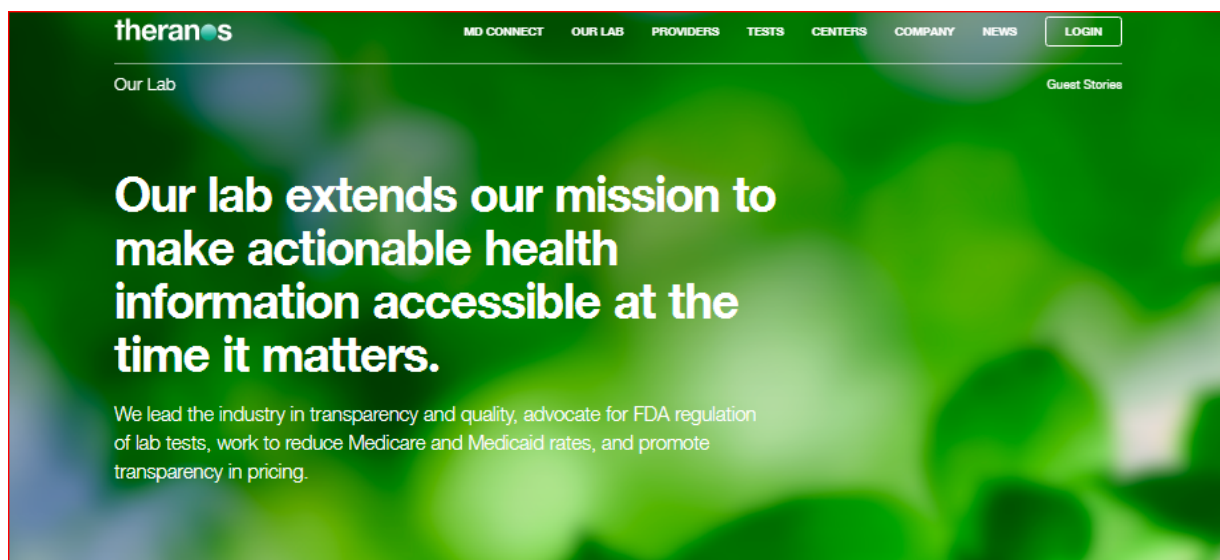 theranos
MD CONNECT OUR LAB PROVIDERS TESTS CENTERS COMPANY NEWS LOGIN
Our Lab
Guest Stories
Our lab extends our mission to
make actionable health
information accessible at the
time it matters.
We lead the industry in transparency and quality, advocate for FDA regulation
of lab tests, work to reduce Medicare and Medicaid rates, and promote
transparency in pricing.